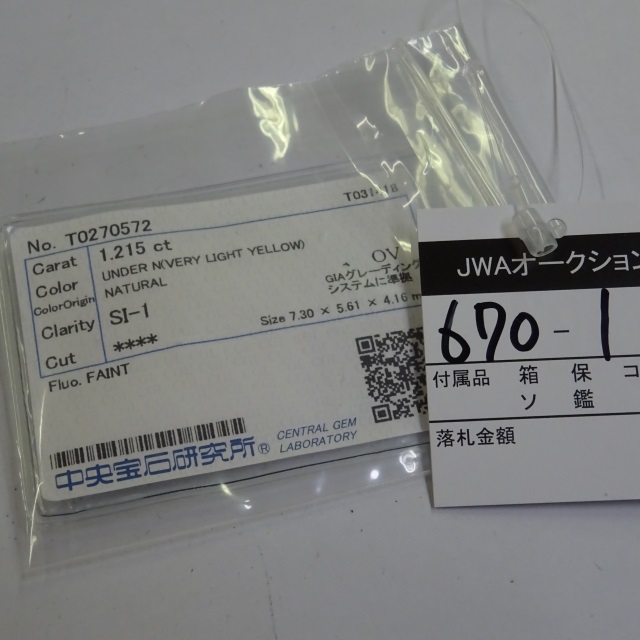 No. T0270572
Carat 1.215 ct
Color UNDER N(VERY LIGHT YELLOW)
ColorOrigin NATURAL
Clarity SI-1
Cut ****
Fluo. FAINT
OV
GIAグレーディング
システムに準拠
Size 7.30 × 5.61 × 4.16
中央宝石研究所®
CENTRAL GEM
LABORATORY
JWAオークション
670-1
付属品 箱 保 コ
ソ 鑑
落札金額